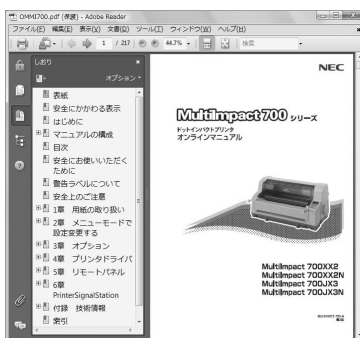 OMMI700.pdf (保護) - Adobe Reader
ファイル(F) 編集(E) 表示(V) 文書(D) ツール(T) ウィンドウ(W) ヘルプ(H)
1 / 217 44.7% 検索
しおり
オプション
表紙
安全にかかわる表示
はじめに
マニュアルの構成
目次
安全にお使いいただく
ために
警告ラベルについて
安全上のご注意
1章 用紙の取り扱い
2章 メニューモードで
設定変更する
3章 オプション
4章 プリンタドライバ
5章 リモートパネル
6章
PrinterSignalStation
付録 技術情報
索引
NEC
MultiImpact 700 シリーズ
ドットインパクトプリンタ
オンラインマニュアル
MultiImpact 700XX2
MultiImpact 700XX2N
MultiImpact 700JX3
MultiImpact 700JX3N